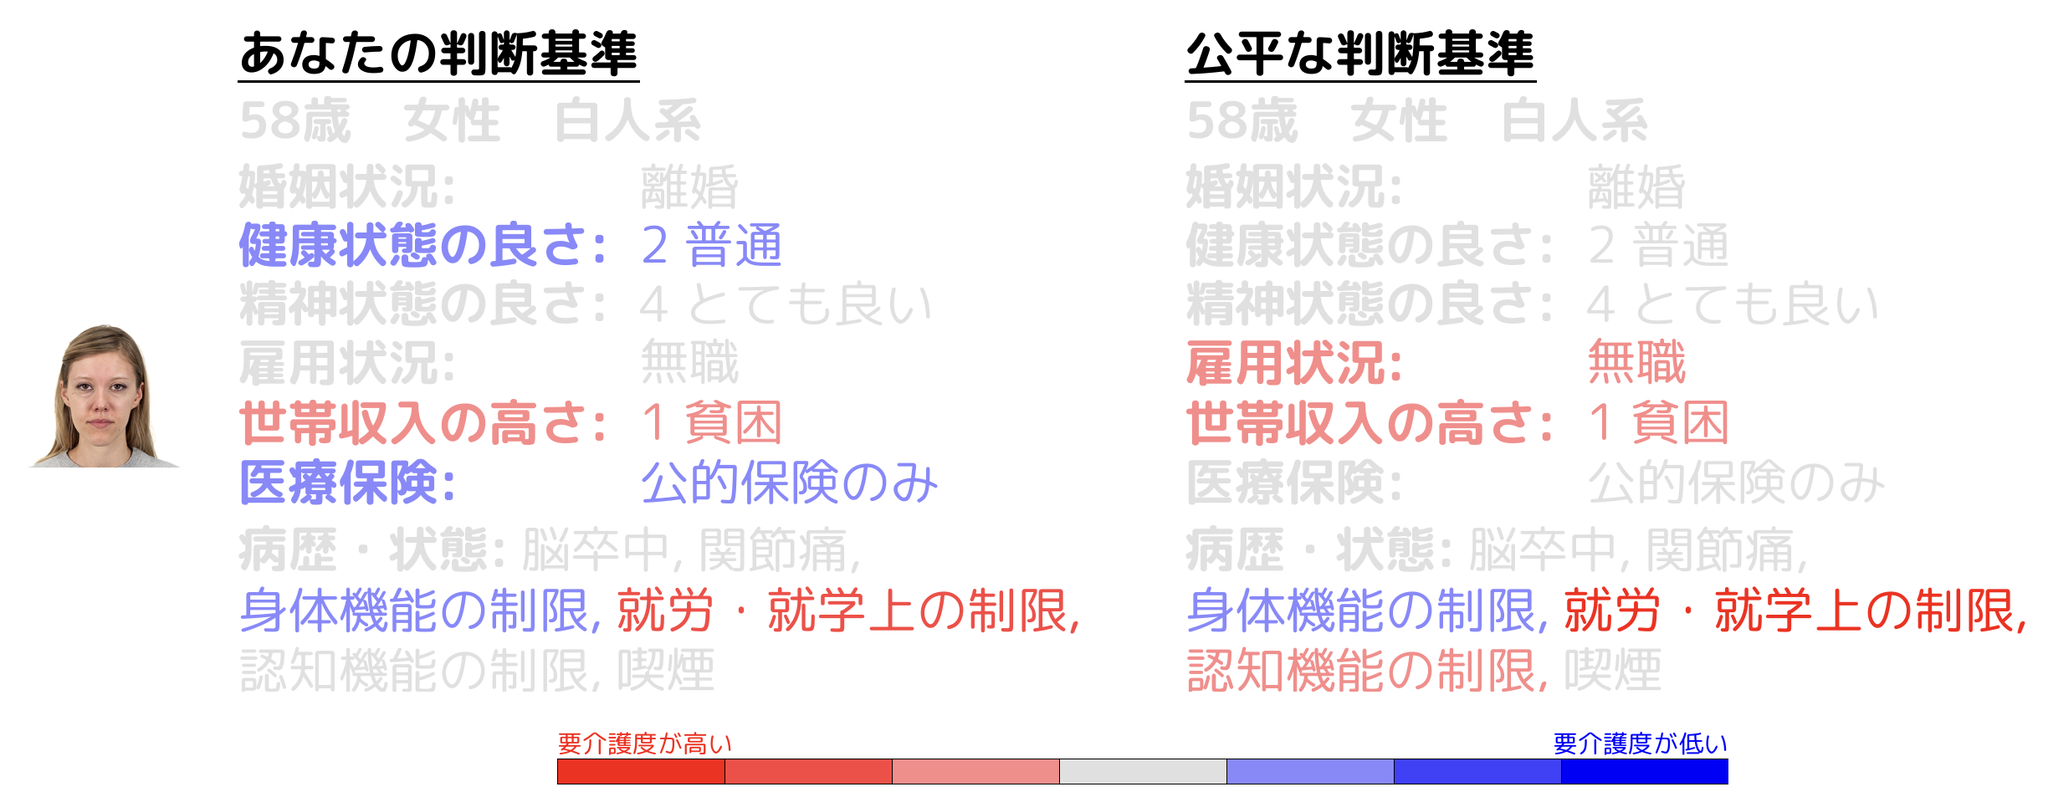 あなたの判断基準
58歳 女性 白人系
婚姻状況: 離婚
健康状態の良さ: 2 普通
精神状態の良さ: 4 とても良い
雇用状況: 無職
世帯収入の高さ: 1 貧困
医療保険: 公的保険のみ
病歴・状態: 脳卒中, 関節痛,
身体機能の制限, 就労・就学上の制限,
認知機能の制限, 喫煙
公平な判断基準
58歳 女性 白人系
婚姻状況: 離婚
健康状態の良さ: 2 普通
精神状態の良さ: 4 とても良い
雇用状況: 無職
世帯収入の高さ: 1 貧困
医療保険: 公的保険のみ
病歴・状態: 脳卒中, 関節痛,
身体機能の制限, 就労・就学上の制限,
認知機能の制限, 喫煙
要介護度が高い
要介護度が低い